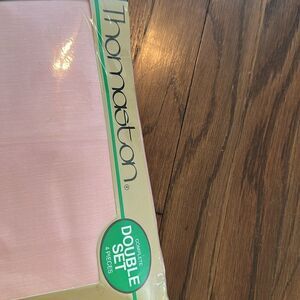 Thomaston®
COMPLETE
DOUBLE
SET
4 PIECES